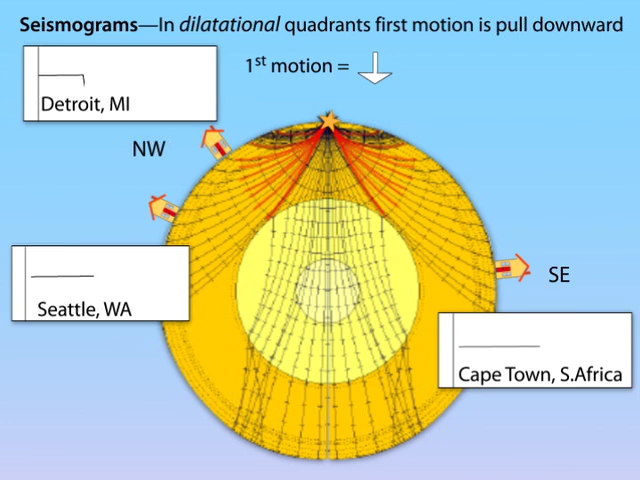 Seismograms—In dilatational quadrants first motion is pull downward
1st motion =
Detroit, MI
NW
SE
Seattle, WA
Cape Town, S.Africa